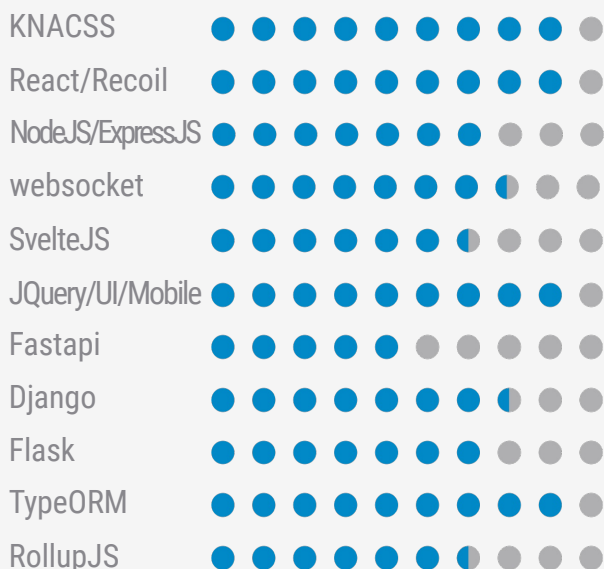 KNACSS
React/Recoil
NodeJS/ExpressJS
websocket
SvelteJS
JQuery/UI/Mobile
Fastapi
Django
Flask
TypeORM
RollupJS